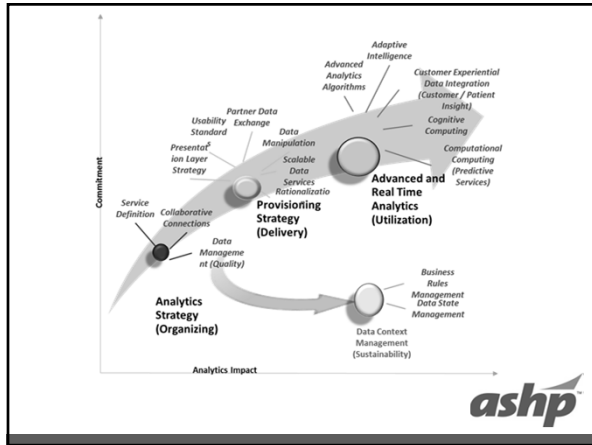 Adaptive
Intelligence
Advanced
Analytics
Algorithms
Customer Experiential
Data Integration
(Customer / Patient
Insight)
Partner Data
Exchange
Usability
Standard
s
Cognitive
Computing
Data
Manipulation
Presentat
ion Layer
Strategy
Scalable
Data
Services
Rationalizatio
n
Computational
Computing
(Predictive
Services)
Commitment
Advanced and
Real Time
Analytics
(Utilization)
Provisioning
Strategy
(Delivery)
Service
Definition
Collaborative
Connections
Data
Manageme
nt (Quality)
Business
Rules
Management
Data State
Management
Analytics
Strategy
(Organizing)
Data Context
Management
(Sustainability)
Analytics Impact
ashp